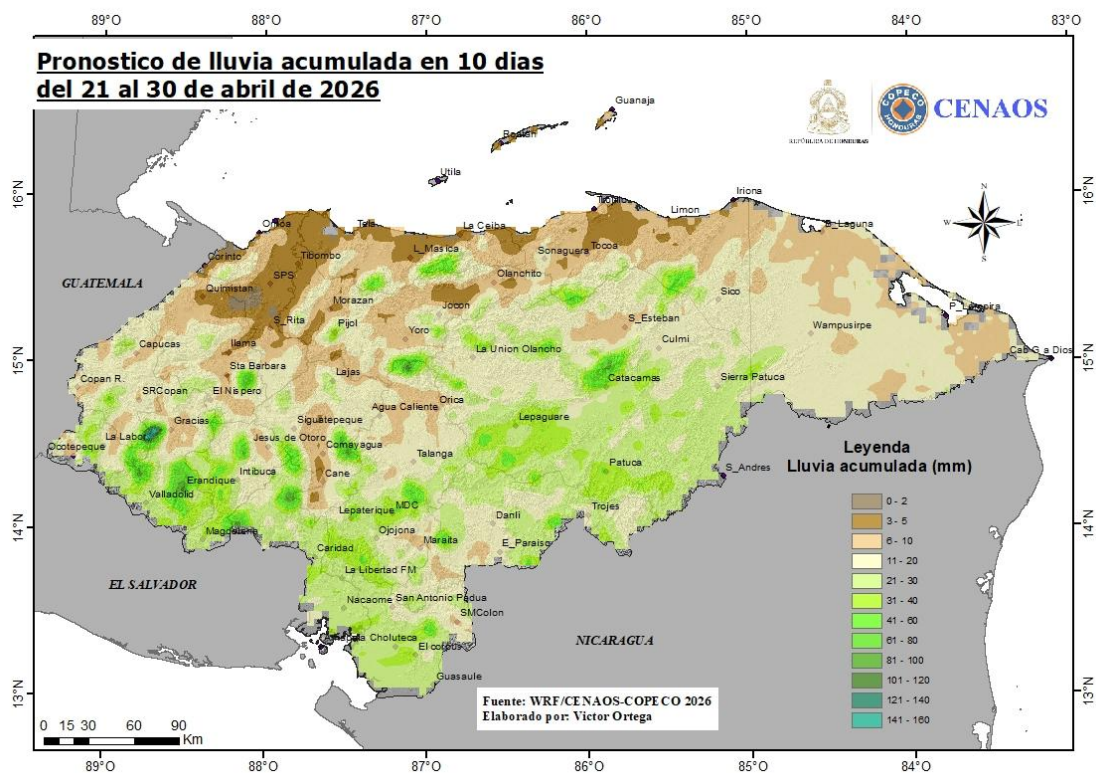 89°O 88°O 87°O 86°O 85°O 84°O 83°O
Pronostico de lluvia acumulada en 10 dias
del 21 al 30 de abril de 2026
REPÚBLICA DE HONDURAS
COPECO
HONDURAS
CENAOS
Guanaja
Roatan
Utila
16°N
16°N
N
W
E
S
Iriona
Trujillo
Limon
Omoa
Tela
La Ceiba
B_Laguna
Corinto
Tibombo
L_Masica
Sonaguera
Tocoa
GUATEMALA
SPS
Olanchito
Quimistan
Morazan
Jocon
Sico
P_Lempira
S_Rita
Pijol
Yoro
S_Esteban
Wampusirpe
Capucas
Ilama
La Union Olancho
Culmi
15°N
15°N
Cab G a Dios
Copan R.
Sta Barbara
Lajas
Catacamas
Sierra Patuca
SRCopan
El Nispero
Agua Caliente
Orica
Gracias
Siguatepeque
Lepaguare
La Labor
Jesus de Otoro
Comayagua
Ocotepeque
Talanga
Patuca
Intibuca
Cane
S_Andres
Erandique
Valladolid
Lepaterique
MDC
Danli
Trojes
14°N
14°N
Magdalena
Ojojona
Maraita
E_Paraiso
Caridad
La Libertad FM
EL SALVADOR
Nacaome
San Antonio Padua
SMColon
Amapala
Choluteca
El corpus
NICARAGUA
Guasaule
13°N
13°N
Leyenda
Lluvia acumulada (mm)
0 - 2
3 - 5
6 - 10
11 - 20
21 - 30
31 - 40
41 - 60
61 - 80
81 - 100
101 - 120
121 - 140
141 - 160
Fuente: WRF/CENAOS-COPECO 2026
Elaborado por: Victor Ortega
0 15 30 60 90
Km
89°O 88°O 87°O 86°O 85°O 84°O